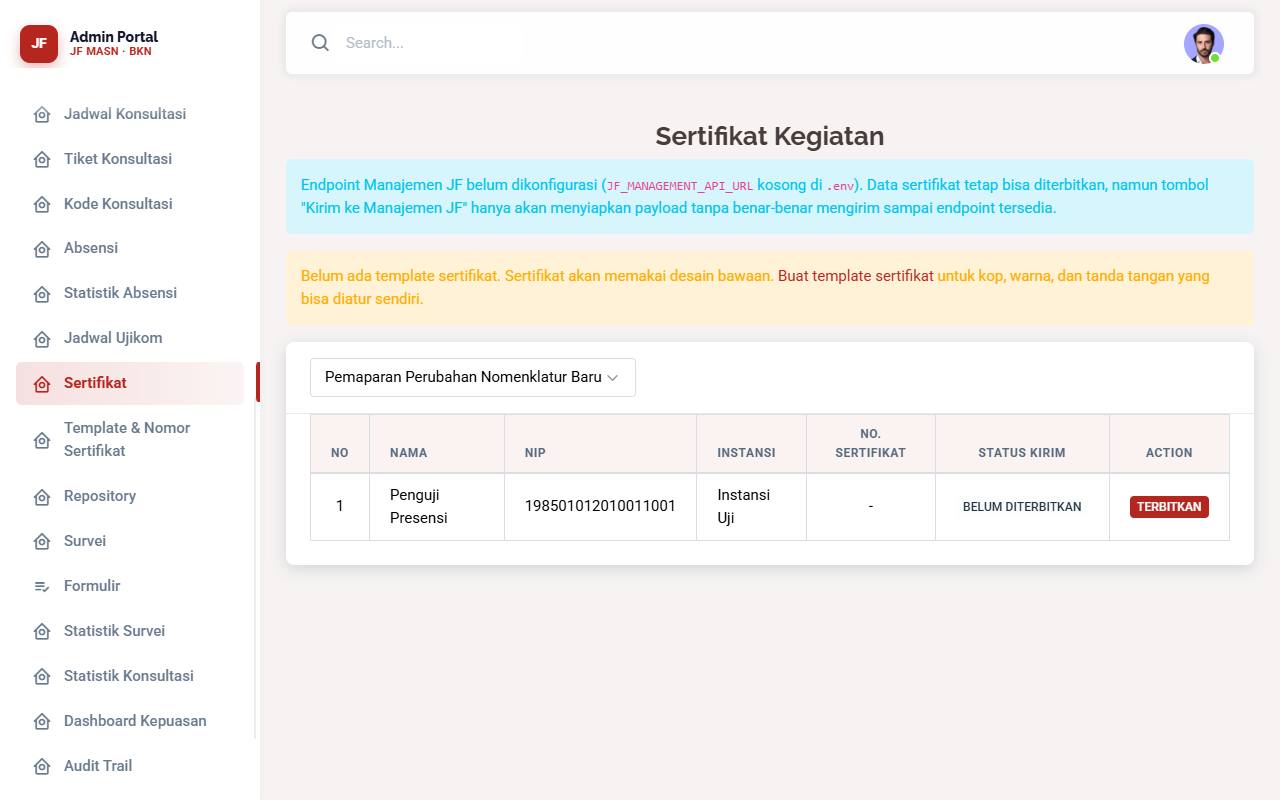 JF
Admin Portal
JF MASN · BKN
Jadwal Konsultasi
Tiket Konsultasi
Kode Konsultasi
Absensi
Statistik Absensi
Jadwal Ujikom
Sertifikat
Template & Nomor
Sertifikat
Repository
Survei
Formulir
Statistik Survei
Statistik Konsultasi
Dashboard Kepuasan
Audit Trail
Search...
Sertifikat Kegiatan
Endpoint Manajemen JF belum dikonfigurasi (JF_MANAGEMENT_API_URL kosong di .env). Data sertifikat tetap bisa diterbitkan, namun tombol
"Kirim ke Manajemen JF" hanya akan menyiapkan payload tanpa benar-benar mengirim sampai endpoint tersedia.
Belum ada template sertifikat. Sertifikat akan memakai desain bawaan. Buat template sertifikat untuk kop, warna, dan tanda tangan yang
bisa diatur sendiri.
Pemaparan Perubahan Nomenklatur Baru
NO NAMA NIP INSTANSI NO. SERTIFIKAT STATUS KIRIM ACTION
1 Penguji Presensi 198501012010011001 Instansi Uji - BELUM DITERBITKAN TERBITKAN